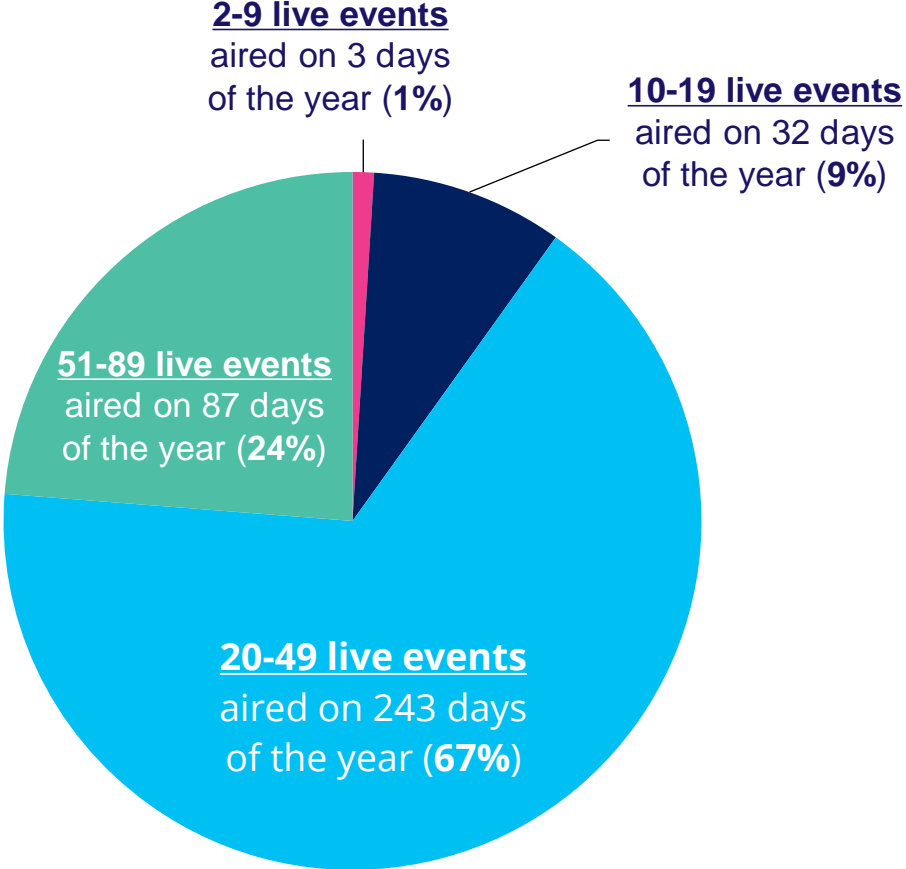 2-9 live events
aired on 3 days
of the year (1%)
10-19 live events
aired on 32 days
of the year (9%)
51-89 live events
aired on 87 days
of the year (24%)
20-49 live events
aired on 243 days
of the year (67%)